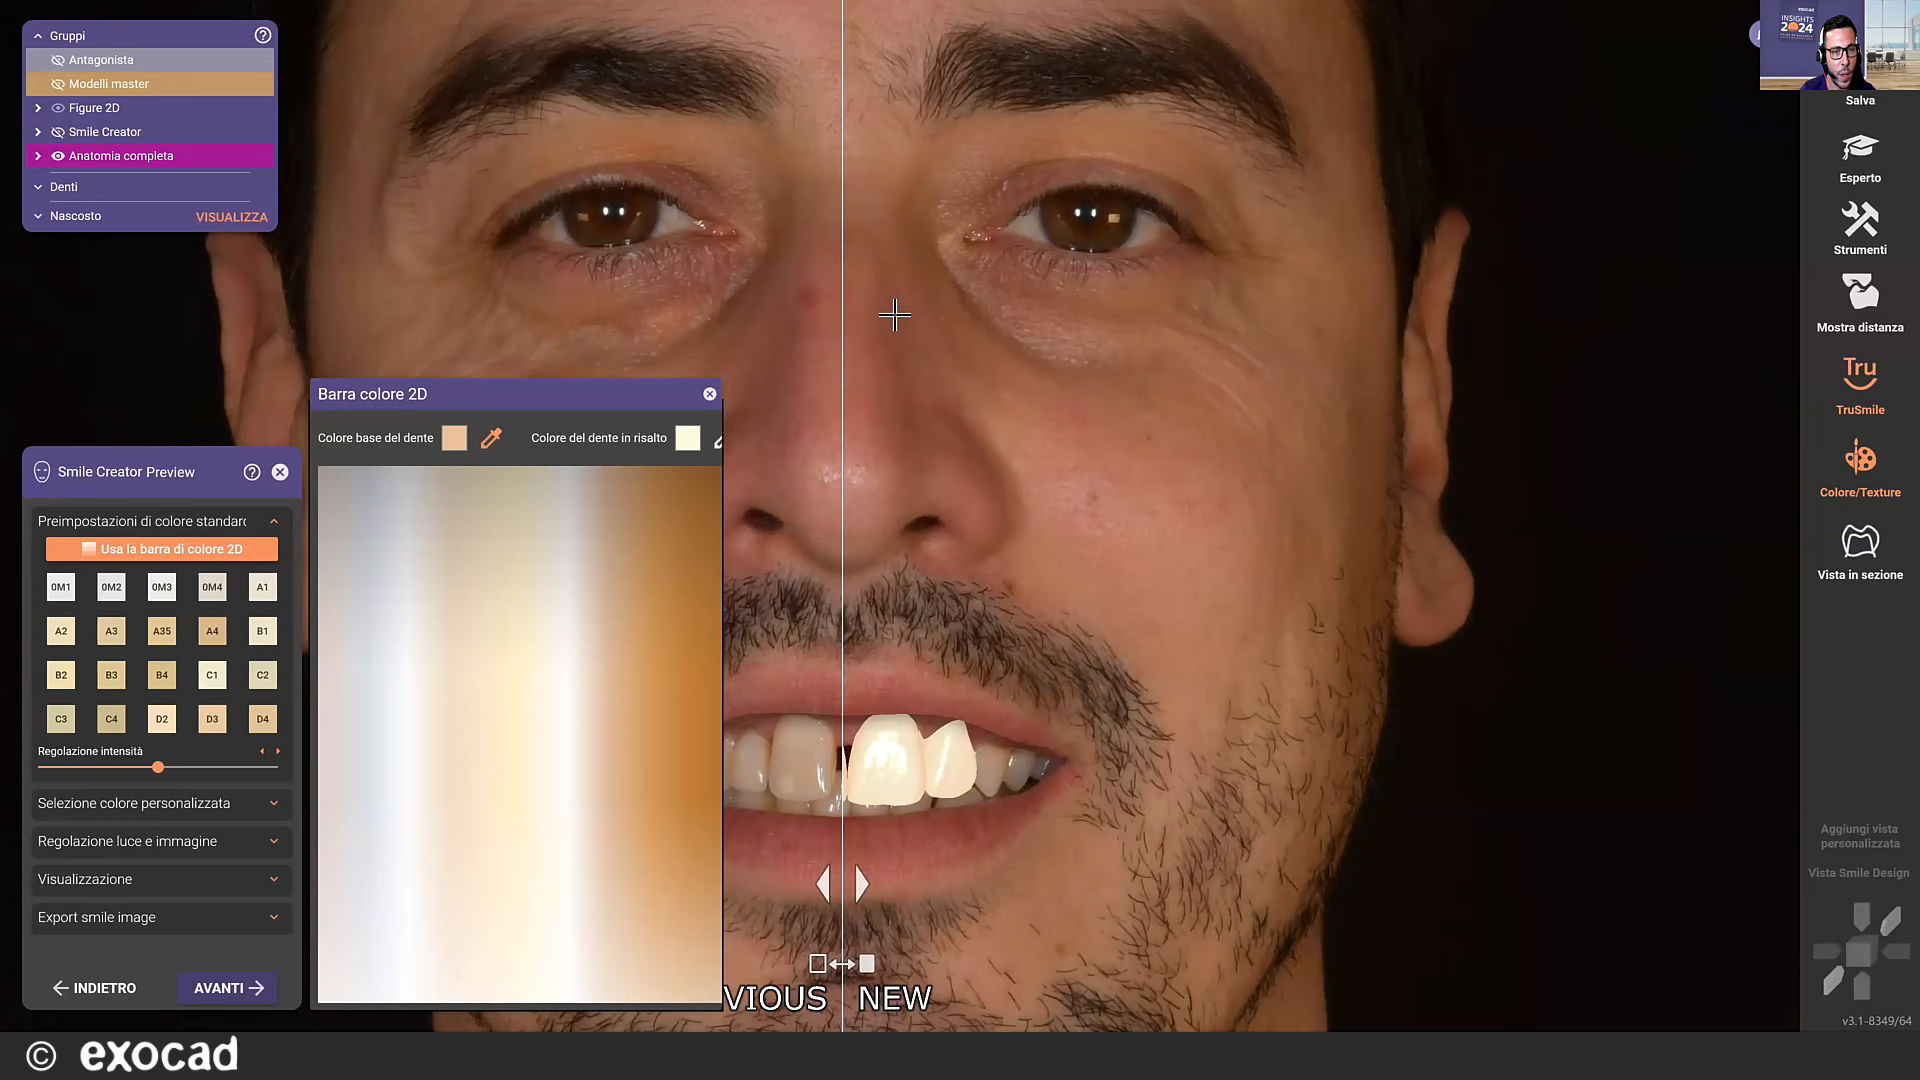 Gruppi
Antagonista
Modelli master
Figure 2D
Smile Creator
Anatomia completa
Denti
Nascosto
VISUALIZZA
Barra colore 2D
Colore base del dente
Colore del dente in risalto
Smile Creator Preview
Preimpostazioni di colore standard
Usa la barra di colore 2D
0M1 0M2 0M3 0M4 A1
A2 A3 A35 A4 B1
B2 B3 B4 C1 C2
C3 C4 D2 D3 D4
Regolazione intensità
Selezione colore personalizzata
Regolazione luce e immagine
Visualizzazione
Export smile image
INDIETRO
AVANTI
VIOUS
NEW
exocad
INSIGHTS
2024
Salva
Esperto
Strumenti
Mostra distanza
Tru
TruSmile
Colore/Texture
Vista in sezione
Aggiungi vista
personalizzata
Vista Smile Design
v3.1-8349/64
© exocad